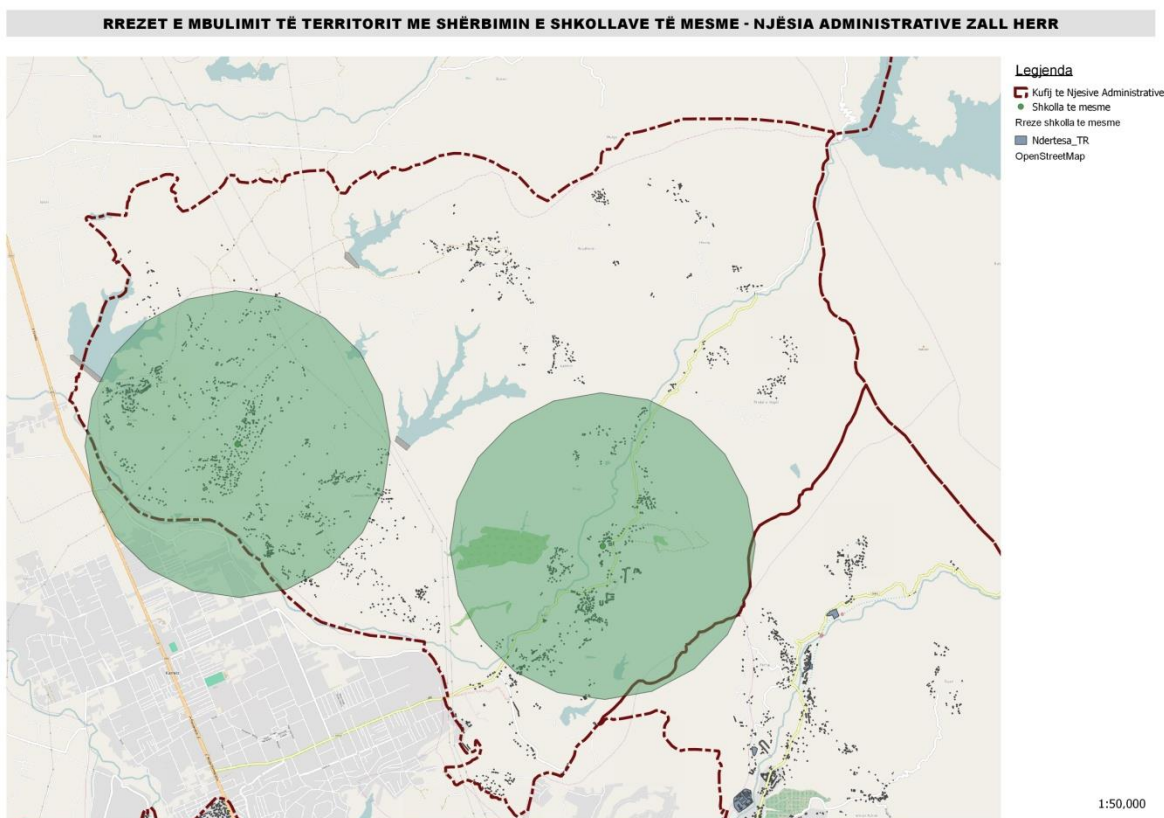 RREZET E MBULIMIT TË TERRITORIT ME SHËRBIMIN E SHKOLLAVE TË MESME - NJËSIA ADMINISTRATIVE ZALL HERR
Legjenda
Kufij te Njesive Administrative
Shkolla te mesme
Rreze shkolla te mesme
Ndertesa_TR
OpenStreetMap
Kamez
1:50,000